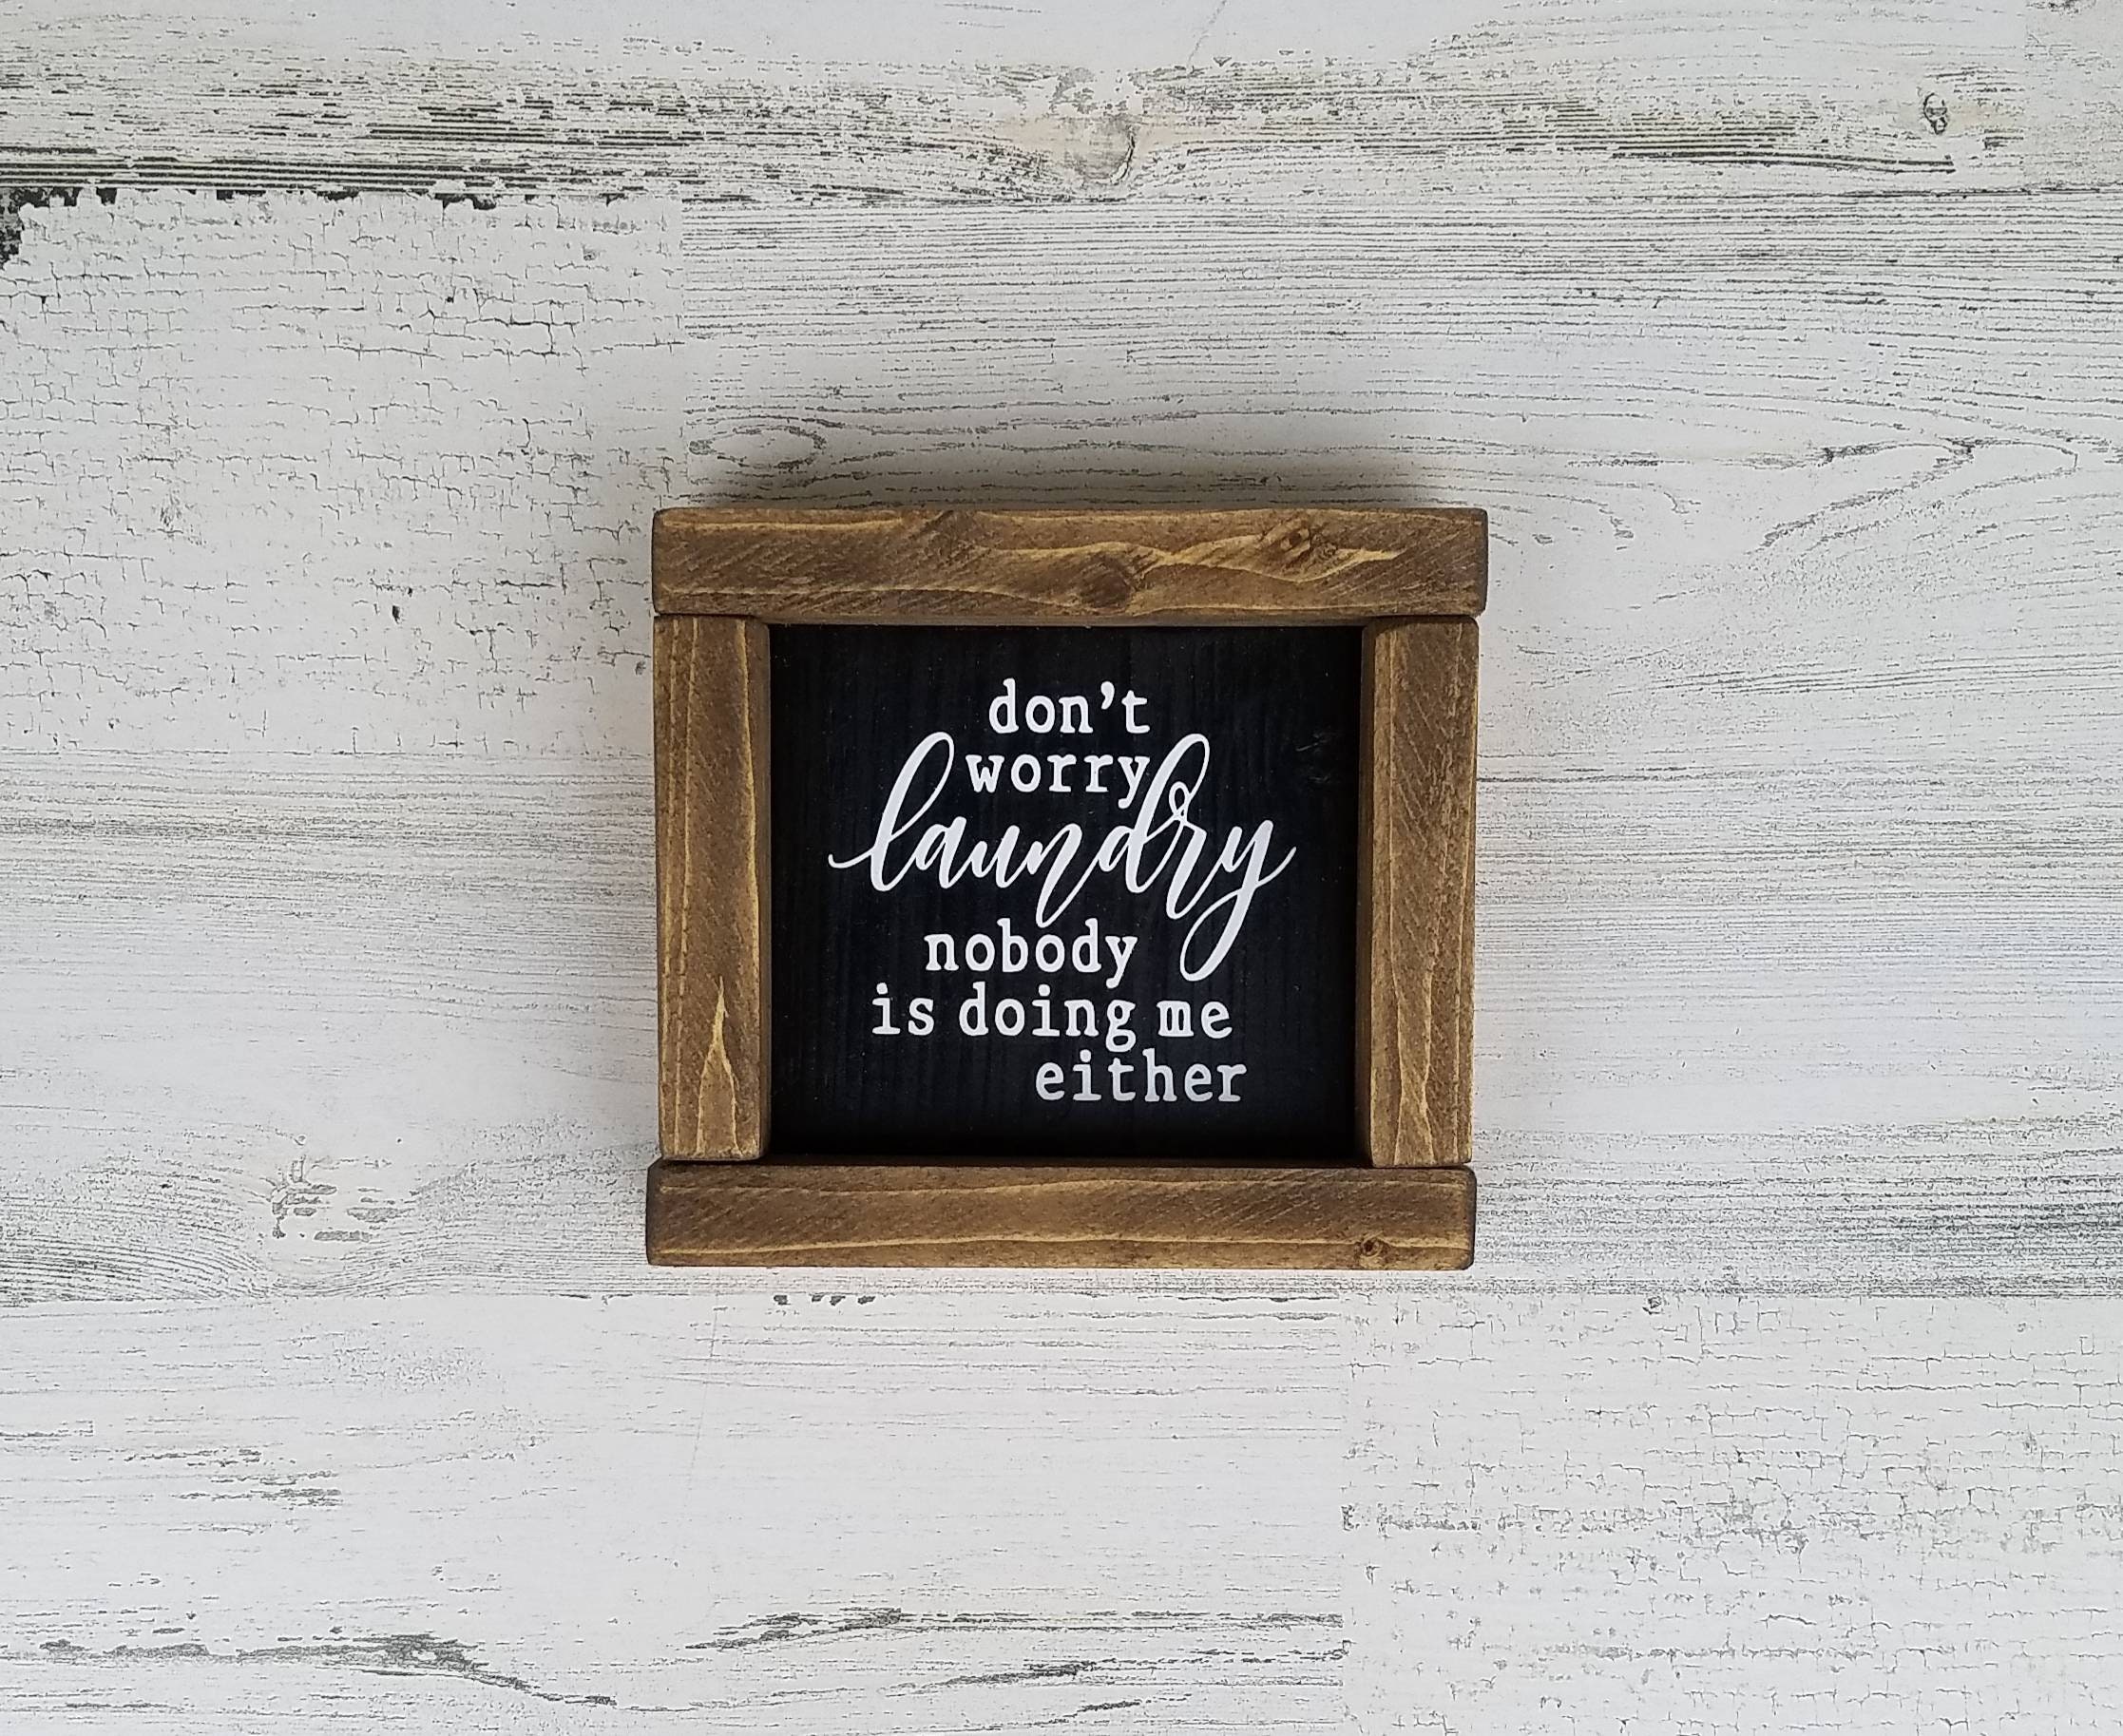 don’t
worry
laundry
nobody
is doing me
either